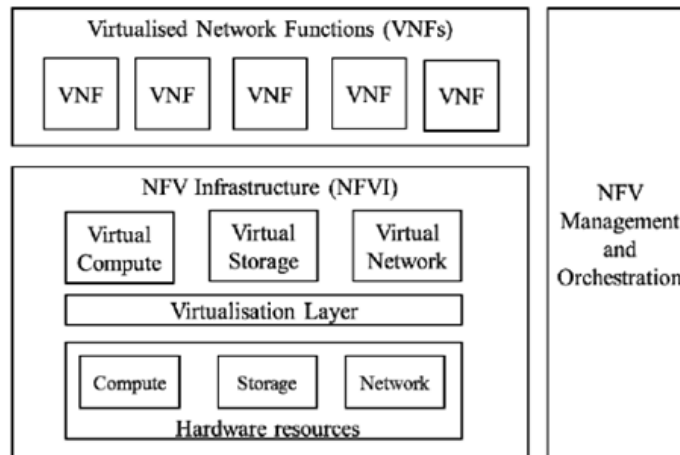 Virtualised Network Functions (VNFs)
VNF VNF VNF VNF VNF
NFV Infrastructure (NFVI)
Virtual
Compute
Virtual
Storage
Virtual
Network
Virtualisation Layer
Compute Storage Network
Hardware resources
NFV
Management
and
Orchestration